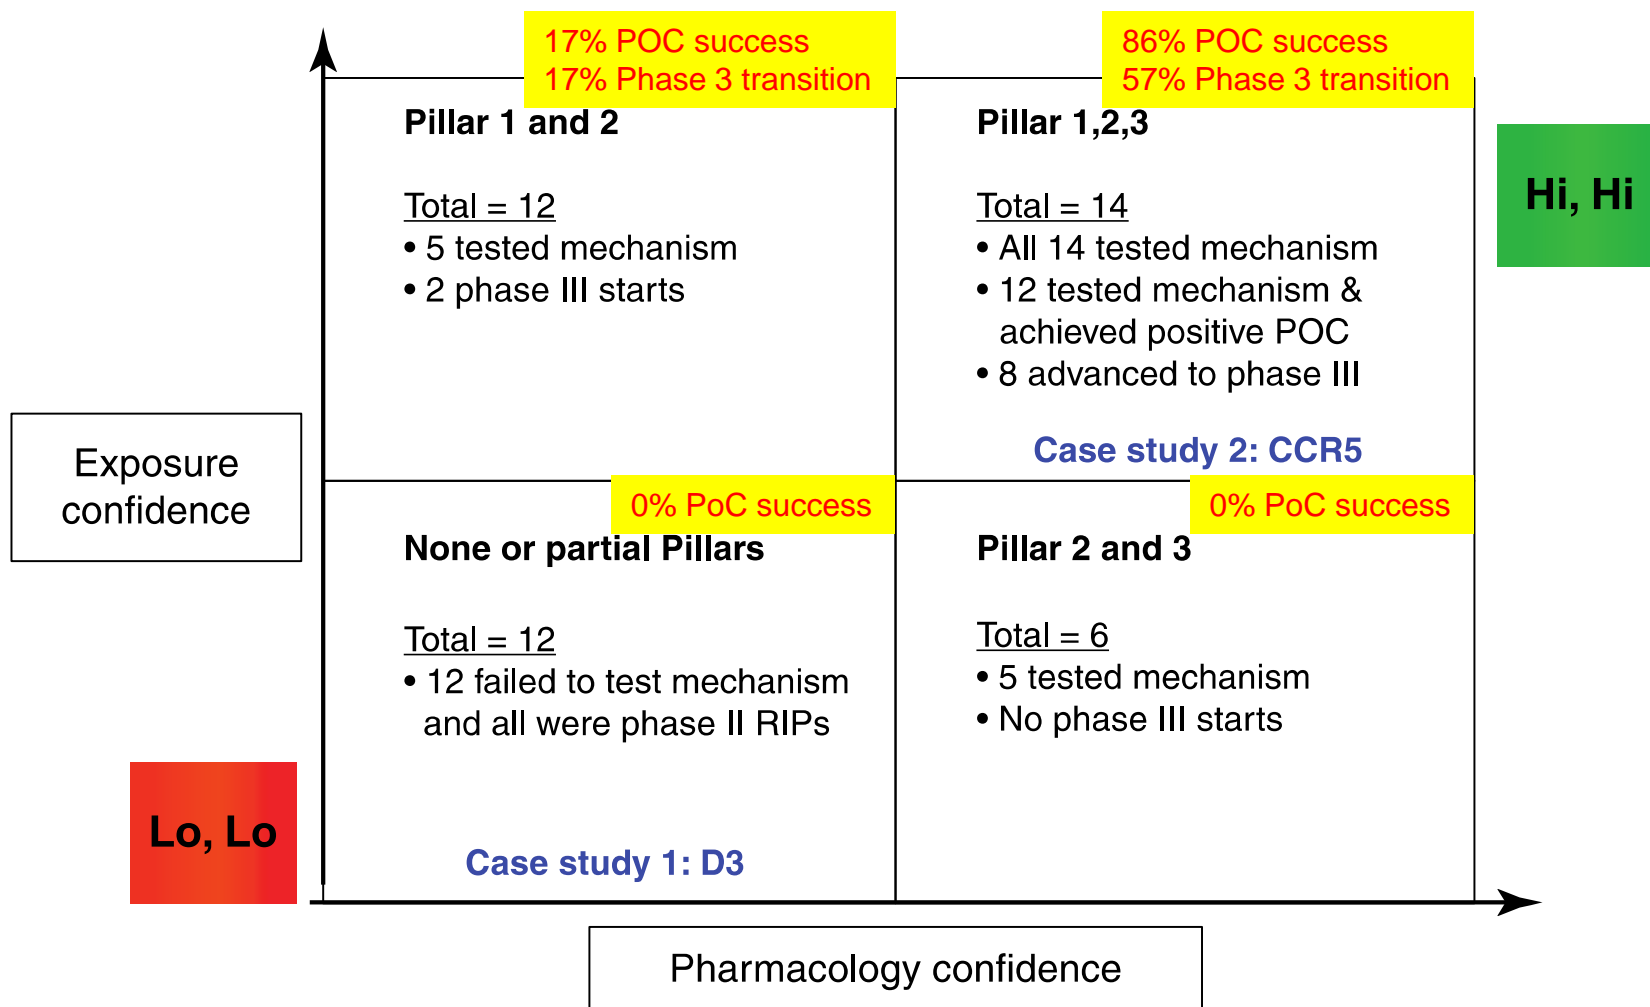 17% POC success
17% Phase 3 transition
86% POC success
57% Phase 3 transition
Pillar 1 and 2
Total = 12
• 5 tested mechanism
• 2 phase III starts
Pillar 1,2,3
Total = 14
• All 14 tested mechanism
• 12 tested mechanism &
achieved positive POC
• 8 advanced to phase III
Case study 2: CCR5
Hi, Hi
Exposure
confidence
0% PoC success
None or partial Pillars
Total = 12
• 12 failed to test mechanism
and all were phase II RIPs
Case study 1: D3
0% PoC success
Pillar 2 and 3
Total = 6
• 5 tested mechanism
• No phase III starts
Lo, Lo
Pharmacology confidence